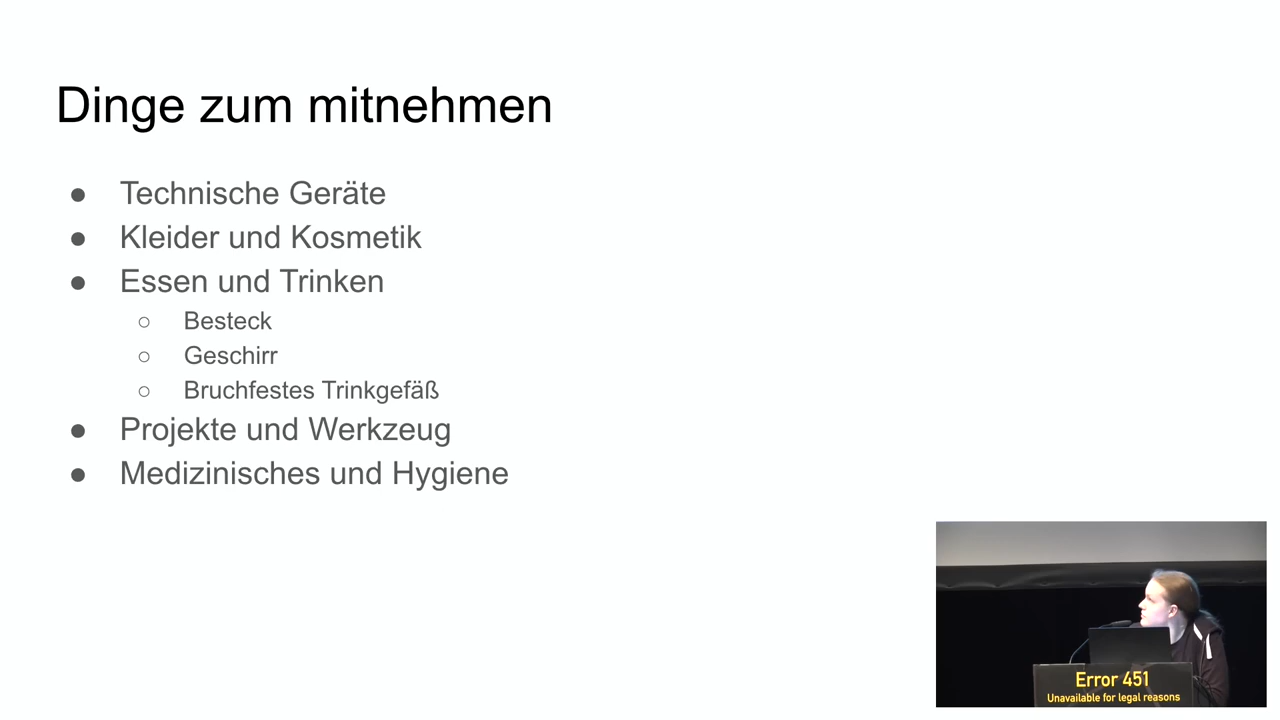 Dinge zum mitnehmen
● Technische Geräte
● Kleider und Kosmetik
● Essen und Trinken
○ Besteck
○ Geschirr
○ Bruchfestes Trinkgefäß
● Projekte und Werkzeug
● Medizinisches und Hygiene
Error 451
Unavailable for legal reasons